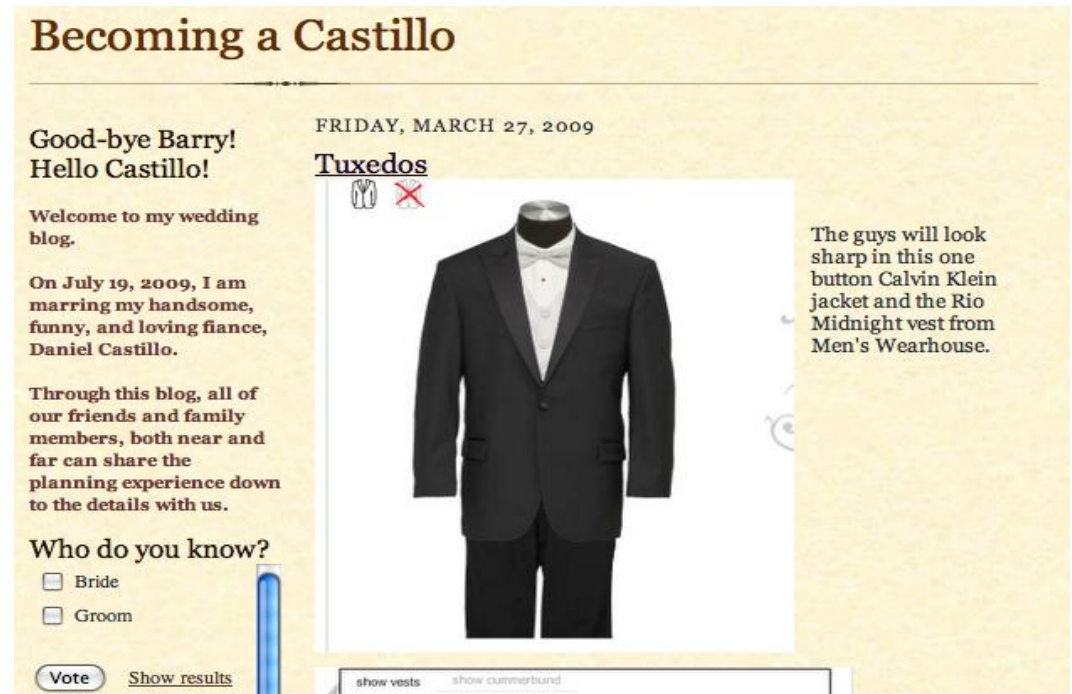 Becoming a Castillo
Good-bye Barry!
Hello Castillo!
Welcome to my wedding
blog.
On July 19, 2009, I am
marring my handsome,
funny, and loving fiance,
Daniel Castillo.
Through this blog, all of
our friends and family
members, both near and
far can share the
planning experience down
to the details with us.
Who do you know?
Bride
Groom
Vote
Show results
FRIDAY, MARCH 27, 2009
Tuxedos
The guys will look
sharp in this one
button Calvin Klein
jacket and the Rio
Midnight vest from
Men's Wearhouse.
show vests
show cummerbund